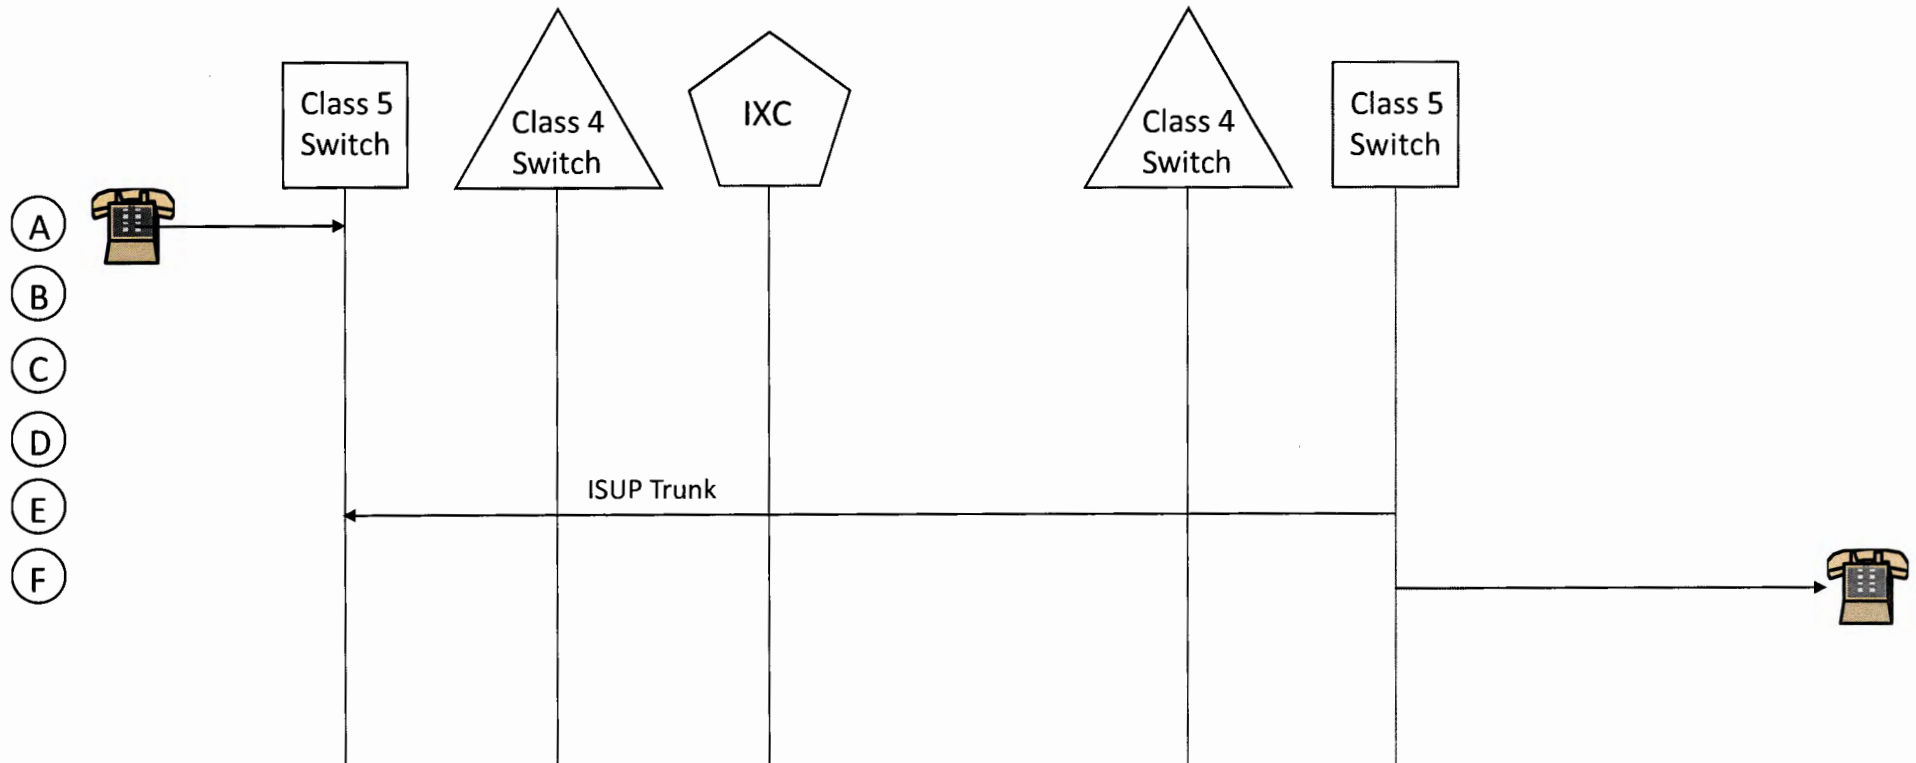 Class 5
Switch
Class 4
Switch
IXC
Class 4
Switch
Class 5
Switch
A
B
C
D
ISUP Trunk
E
F